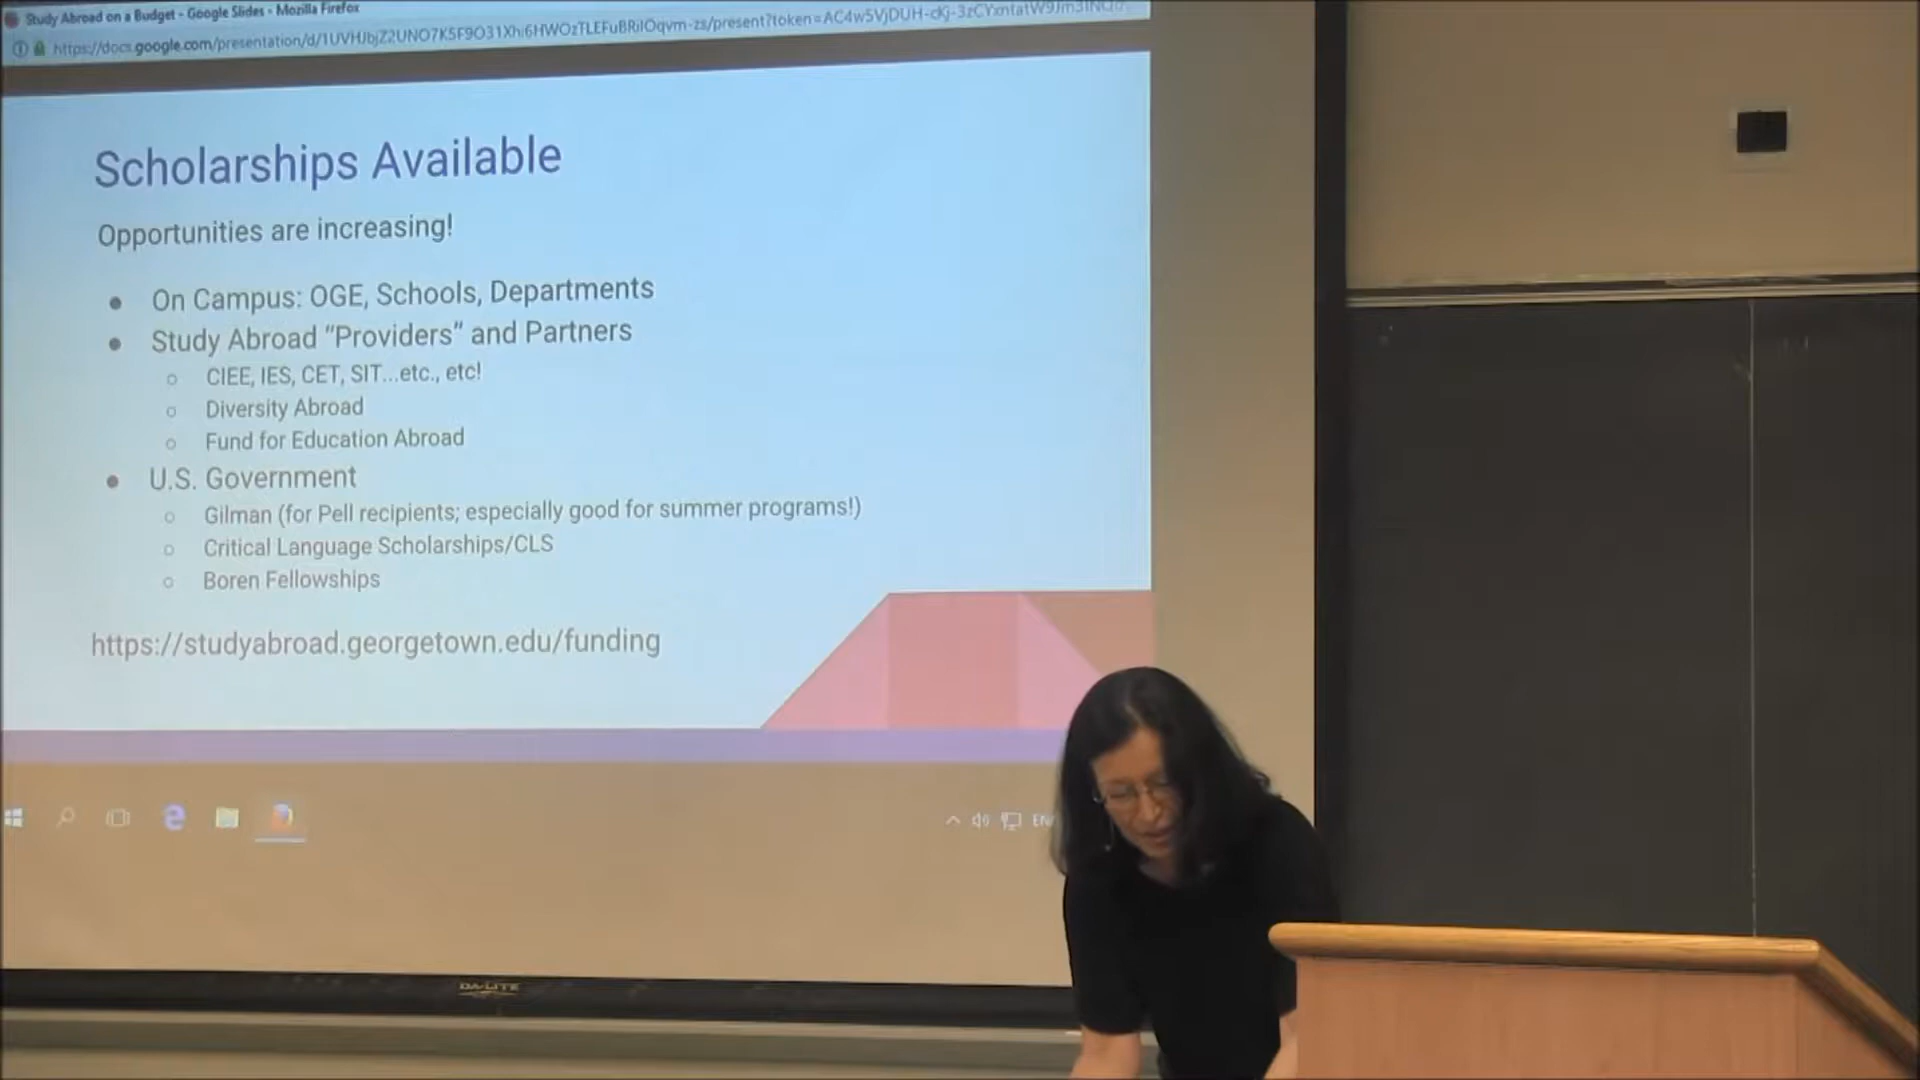 Study Abroad on a Budget - Google Slides - Mozilla Firefox
Scholarships Available
Opportunities are increasing!
● On Campus: OGE, Schools, Departments
● Study Abroad “Providers” and Partners
○ CIEE, IES, CET, SIT...etc., etc!
○ Diversity Abroad
○ Fund for Education Abroad
● U.S. Government
○ Gilman (for Pell recipients; especially good for summer programs!)
○ Critical Language Scholarships/CLS
○ Boren Fellowships
https://studyabroad.georgetown.edu/funding
DA-LITE